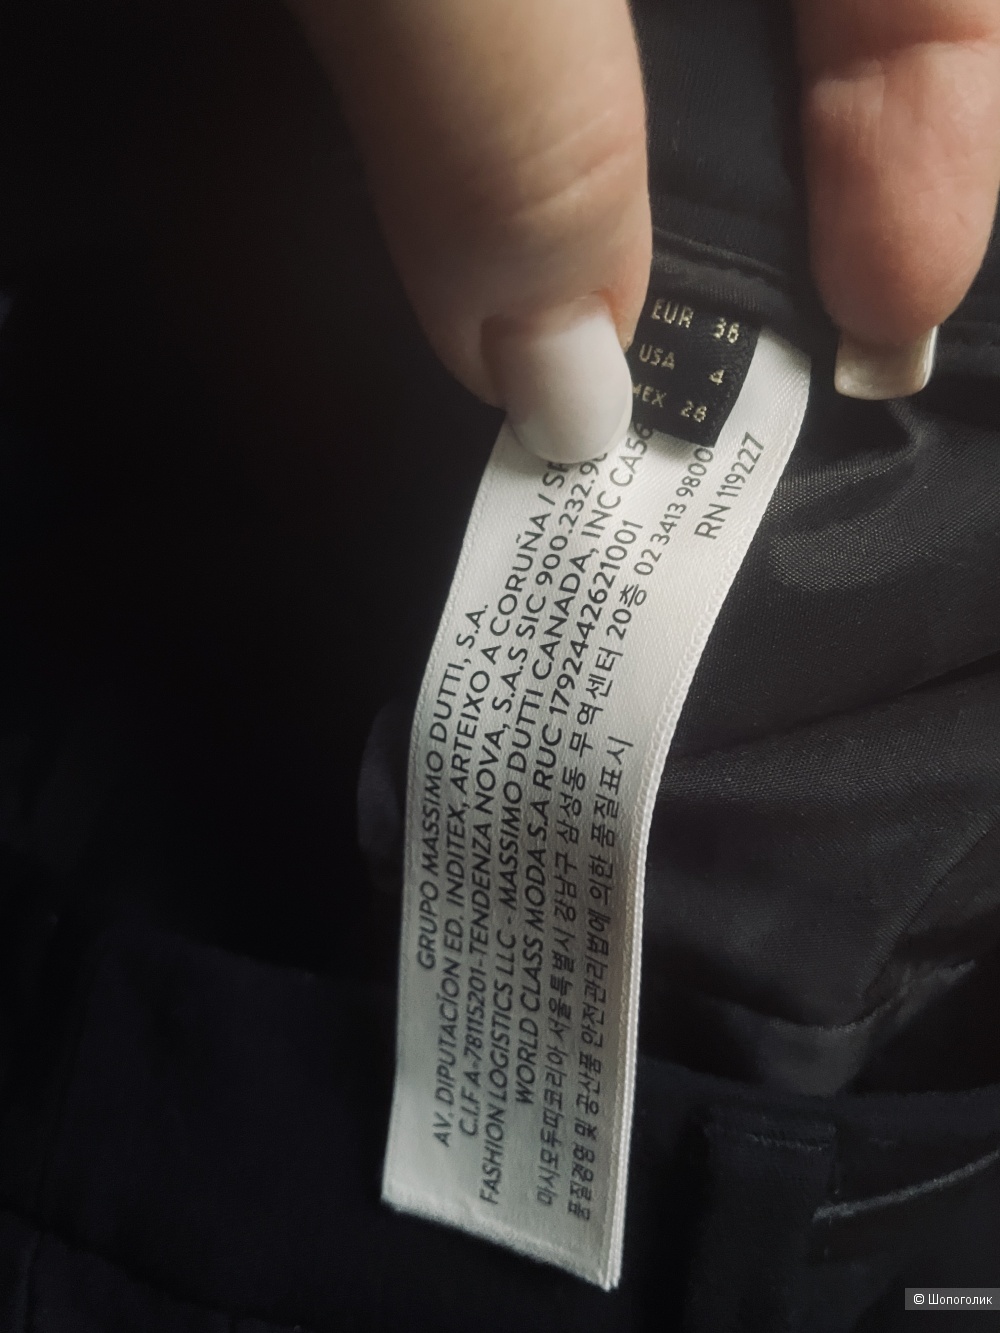 EUR 36
USA 4
MEX 26
GRUPO MASSIMO DUTTI, S.A.
AV. DIPUTACÍON ED. INDITEX, ARTEIXO A CORUÑA /
C.I.F A-78115201-TENDENZA NOVA, S.A.S SIC 900.232.
FASHION LOGISTICS LLC - MASSIMO DUTTI CANADA, INC CA56
WORLD CLASS MODA S.A RUC 1792442621001
마시모두띠코리아 서울특별시 강남구 삼성동 무역센터 20층 02 3413 9800
품질경영 및 공산품 안전관리법에 의한 품질표시
RN 119227
© Шопоголик